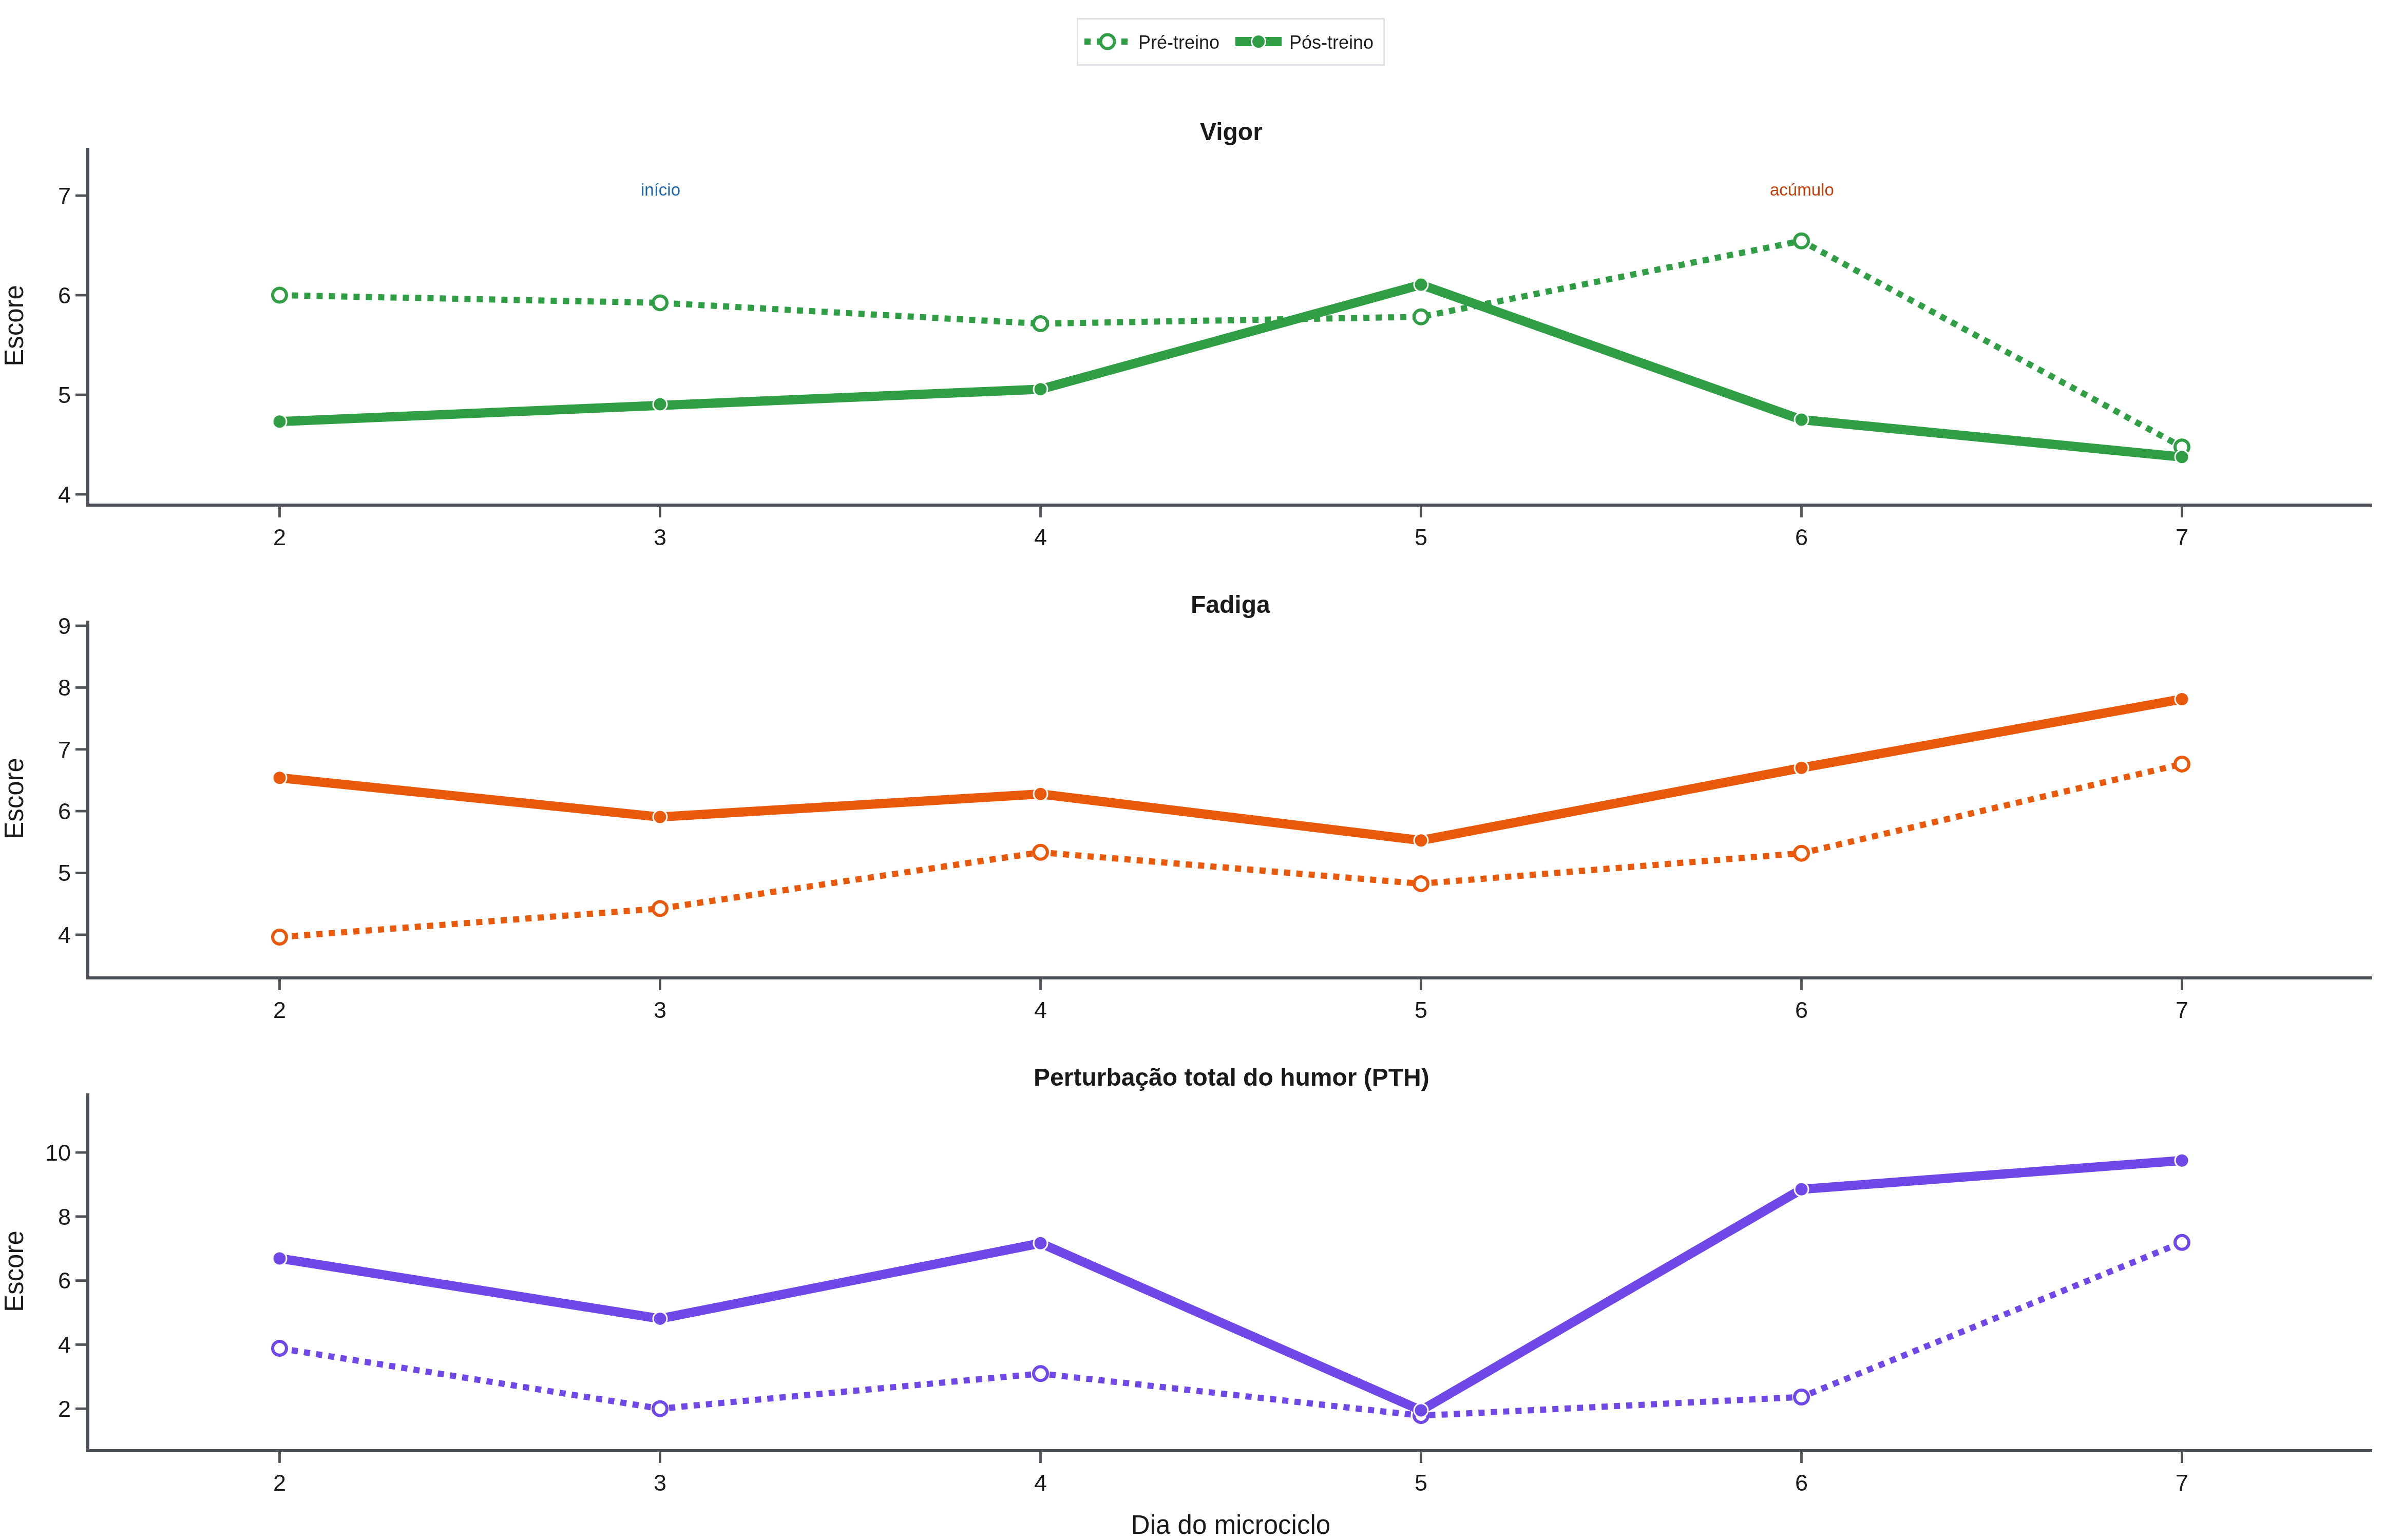 Pré-treino Pós-treino
Vigor
início acúmulo
Escore
7
6
5
4
2 3 4 5 6 7
Fadiga
Escore
9
8
7
6
5
4
2 3 4 5 6 7
Perturbação total do humor (PTH)
Escore
10
8
6
4
2
2 3 4 5 6 7
Dia do microciclo